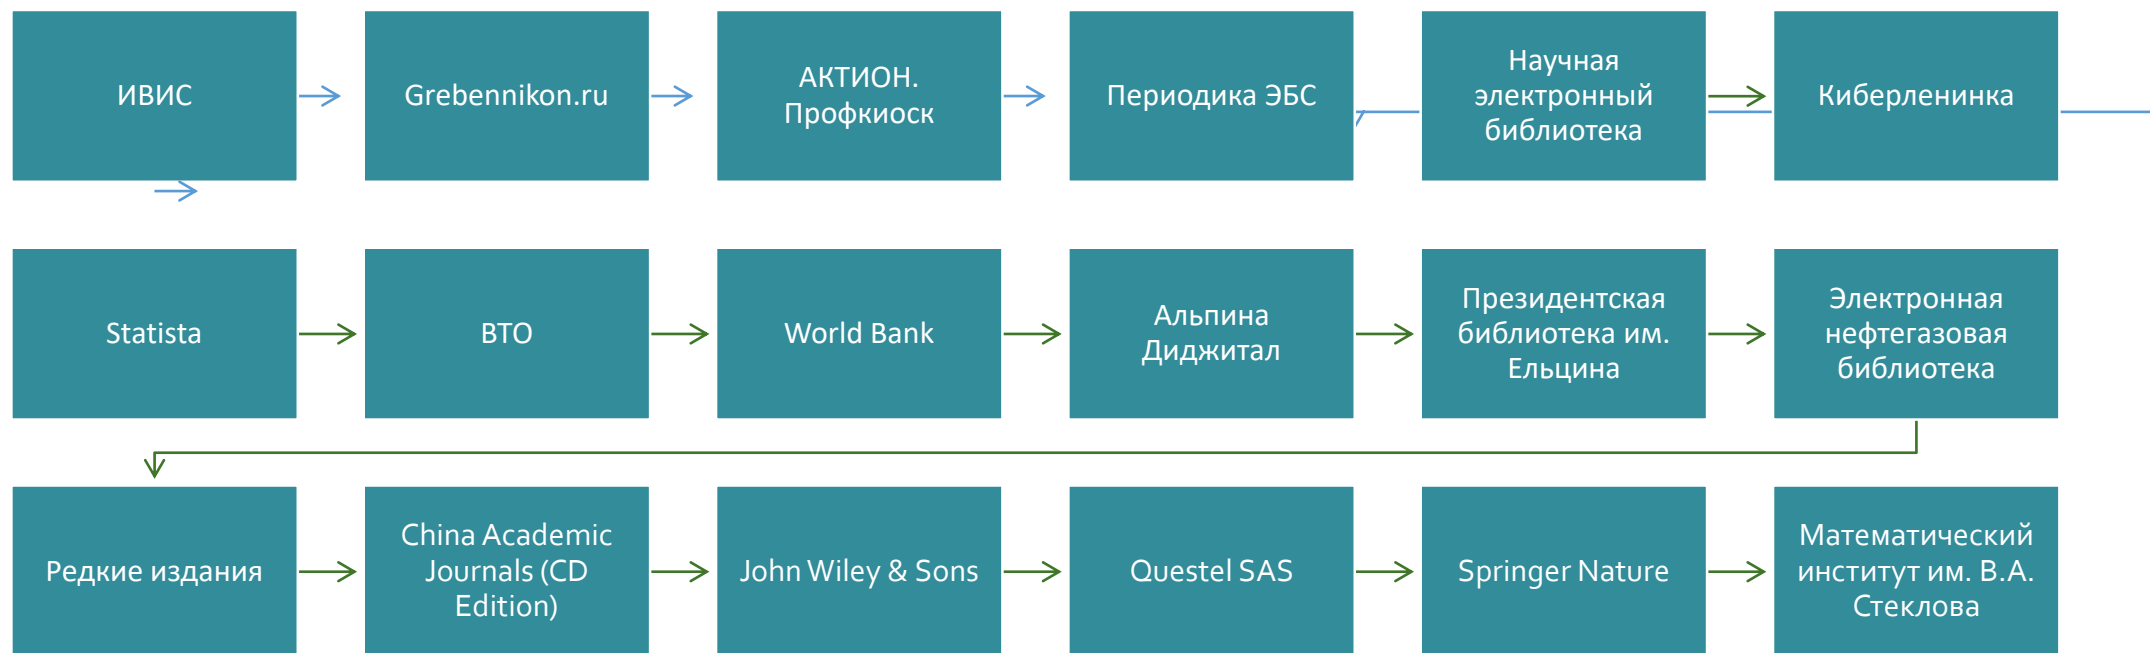 ИВИС
Grebennikon.ru
АКТИОН.
Профкиоск
Периодика ЭБС
Научная
электронный
библиотека
Киберленинка
Statista
ВТО
World Bank
Альпина
Диджитал
Президентская
библиотека им.
Ельцина
Электронная
нефтегазовая
библиотека
Редкие издания
China Academic
Journals (CD
Edition)
John Wiley & Sons
Questel SAS
Springer Nature
Математический
институт им. В.А.
Стеклова